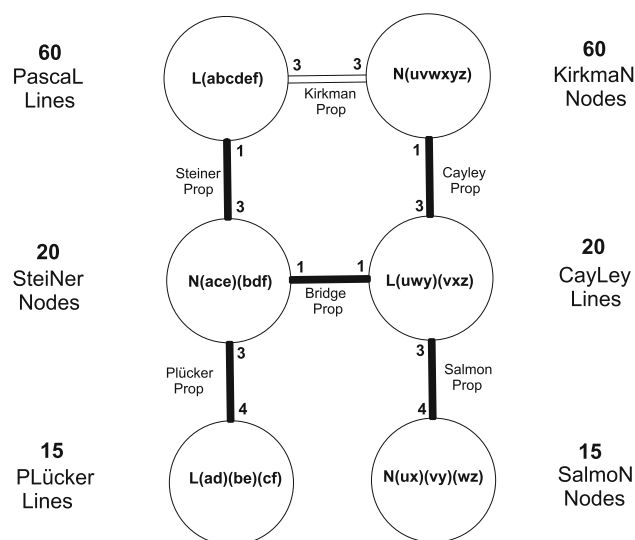 60
PascaL
Lines
L(abcdef)
3 3
Kirkman
Prop
N(uvwxyz)
60
KirkmaN
Nodes
1
Steiner
Prop
3
1
Cayley
Prop
3
20
SteiNer
Nodes
N(ace)(bdf)
1 1
Bridge
Prop
L(uwy)(vxz)
20
CayLey
Lines
3
Plücker
Prop
4
3
Salmon
Prop
4
15
PLücker
Lines
L(ad)(be)(cf)
N(ux)(vy)(wz)
15
SalmoN
Nodes